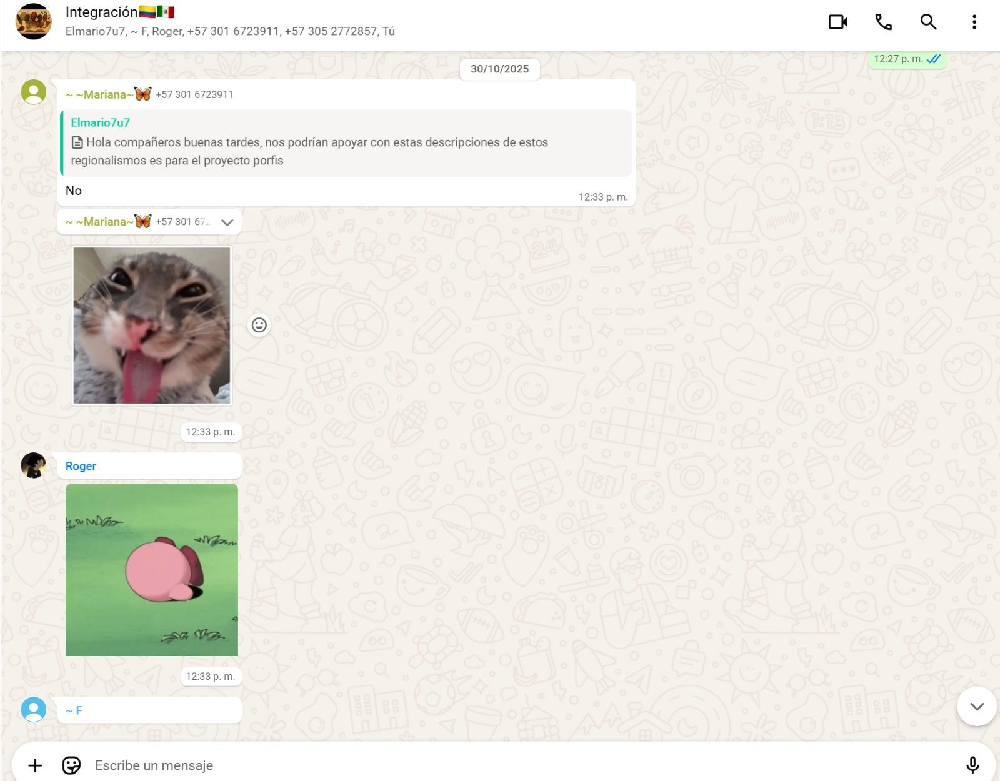 Integración🇨🇴🇲🇽
Elmario7u7, ~ F, Roger, +57 301 6723911, +57 305 2772857, Tú
12:27 p. m.
30/10/2025
~ ~Mariana~🦋 +57 301 6723911
Elmario7u7
Hola compañeros buenas tardes, nos podrían apoyar con estas descripciones de estos
regionalismos es para el proyecto porfis
No
12:33 p. m.
~ ~Mariana~🦋 +57 301 67
12:33 p. m.
Roger
12:33 p. m.
~ F
Escribe un mensaje